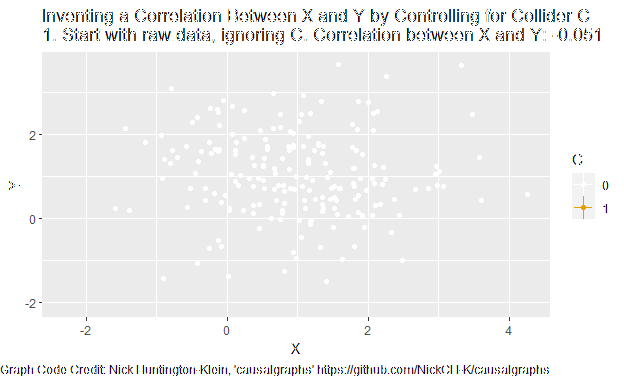 Inventing a Correlation Between X and Y by Controlling for Collider C
1. Start with raw data, ignoring C. Correlation between X and Y: -0.051
2
0
-2
Y
C
0
1
-2
0
2
4
X
Graph Code Credit: Nick Huntington-Klein, 'causalgraphs' https://github.com/NickCH-K/causalgraphs